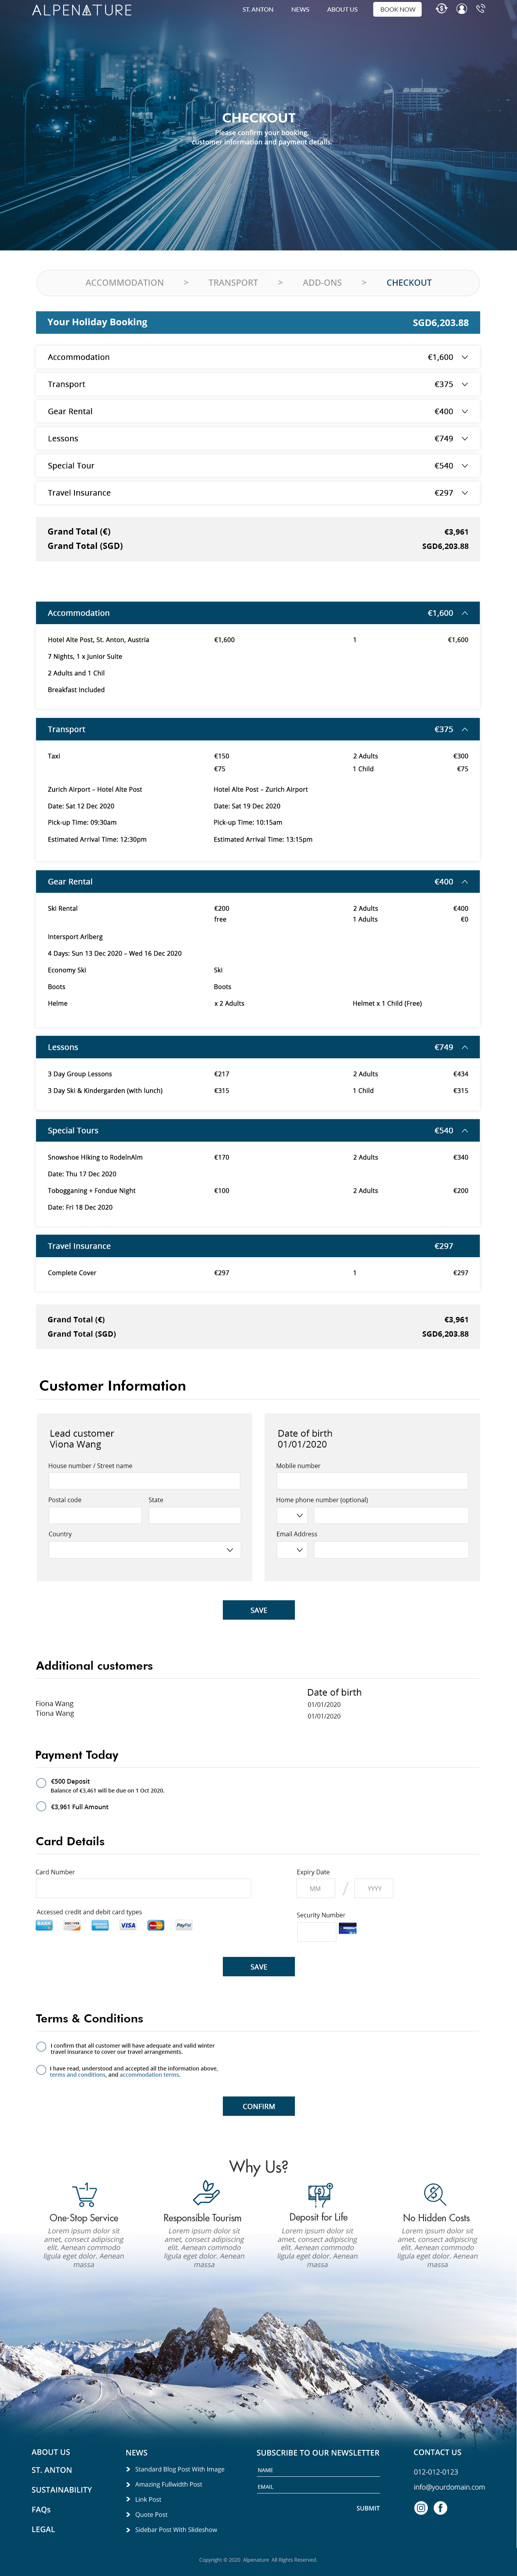 ALPENATURE
ST. ANTON NEWS ABOUT US BOOK NOW
CHECKOUT
Please confirm your booking,
customer information and payment details.
ACCOMMODATION > TRANSPORT > ADD-ONS > CHECKOUT
Your Holiday Booking SGD6,203.88
Accommodation €1,600
Transport €375
Gear Rental €400
Lessons €749
Special Tour €540
Travel Insurance €297
Grand Total (€) €3,961
Grand Total (SGD) SGD6,203.88
Accommodation €1,600
Hotel Alte Post, St. Anton, Austria €1,600 1 €1,600
7 Nights, 1 x Junior Suite
2 Adults and 1 Chil
Breakfast Included
Transport €375
Taxi €150 2 Adults €300
€75 1 Child €75
Zurich Airport – Hotel Alte Post Hotel Alte Post – Zurich Airport
Date: Sat 12 Dec 2020 Date: Sat 19 Dec 2020
Pick-up Time: 09:30am Pick-up Time: 10:15am
Estimated Arrival Time: 12:30pm Estimated Arrival Time: 13:15pm
Gear Rental €400
Ski Rental €200 2 Adults €400
free 1 Adults €0
Intersport Arlberg
4 Days: Sun 13 Dec 2020 – Wed 16 Dec 2020
Economy Ski Ski
Boots Boots
Helme x 2 Adults Helmet x 1 Child (Free)
Lessons €749
3 Day Group Lessons €217 2 Adults €434
3 Day Ski & Kindergarden (with lunch) €315 1 Child €315
Special Tours €540
Snowshoe Hiking to RodelnAlm €170 2 Adults €340
Date: Thu 17 Dec 2020
Tobogganing + Fondue Night €100 2 Adults €200
Date: Fri 18 Dec 2020
Travel Insurance €297
Complete Cover €297 1 €297
Grand Total (€) €3,961
Grand Total (SGD) SGD6,203.88
Customer Information
Lead customer
Viona Wang
House number / Street name
Postal code State
Country
Date of birth
01/01/2020
Mobile number
Home phone number (optional)
Email Address
SAVE
Additional customers
Date of birth
Fiona Wang 01/01/2020
Tiona Wang 01/01/2020
Payment Today
€500 Deposit
Balance of €3,461 will be due on 1 Oct 2020.
€3,961 Full Amount
Card Details
Card Number Expiry Date
MM / YYYY
Accessed credit and debit card types Security Number
DISCOVER VISA MasterCard PayPal
SAVE
Terms & Conditions
I confirm that all customer will have adequate and valid winter
travel insurance to cover our travel arrangements.
I have read, understood and accepted all the information above,
terms and conditions, and accommodation terms.
CONFIRM
Why Us?
One-Stop Service
Lorem ipsum dolor sit
amet, consect adipiscing
elit. Aenean commodo
ligula eget dolor. Aenean
massa
Responsible Tourism
Lorem ipsum dolor sit
amet, consect adipiscing
elit. Aenean commodo
ligula eget dolor. Aenean
massa
Deposit for Life
Lorem ipsum dolor sit
amet, consect adipiscing
elit. Aenean commodo
ligula eget dolor. Aenean
massa
No Hidden Costs
Lorem ipsum dolor sit
amet, consect adipiscing
elit. Aenean commodo
ligula eget dolor. Aenean
massa
ABOUT US
ST. ANTON
SUSTAINABILITY
FAQs
LEGAL
NEWS
Standard Blog Post With Image
Amazing Fullwidth Post
Link Post
Quote Post
Sidebar Post With Slideshow
SUBSCRIBE TO OUR NEWSLETTER
NAME
EMAIL
SUBMIT
CONTACT US
012-012-0123
info@yourdomain.com
Copyright © 2020 Alpenature All Rights Reserved.